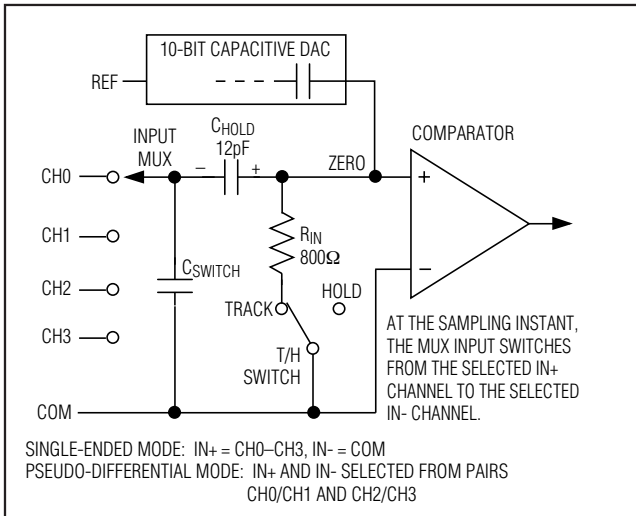 10-BIT CAPACITIVE DAC
REF
INPUT
MUX
CHOLD
12pF
− +
ZERO
COMPARATOR
+
−
CH0
CH1
CH2
CH3
CSWITCH
RIN
800Ω
TRACK
HOLD
T/H
SWITCH
COM
AT THE SAMPLING INSTANT,
THE MUX INPUT SWITCHES
FROM THE SELECTED IN+
CHANNEL TO THE SELECTED
IN- CHANNEL.
SINGLE-ENDED MODE: IN+ = CH0–CH3, IN- = COM
PSEUDO-DIFFERENTIAL MODE: IN+ AND IN- SELECTED FROM PAIRS
CH0/CH1 AND CH2/CH3